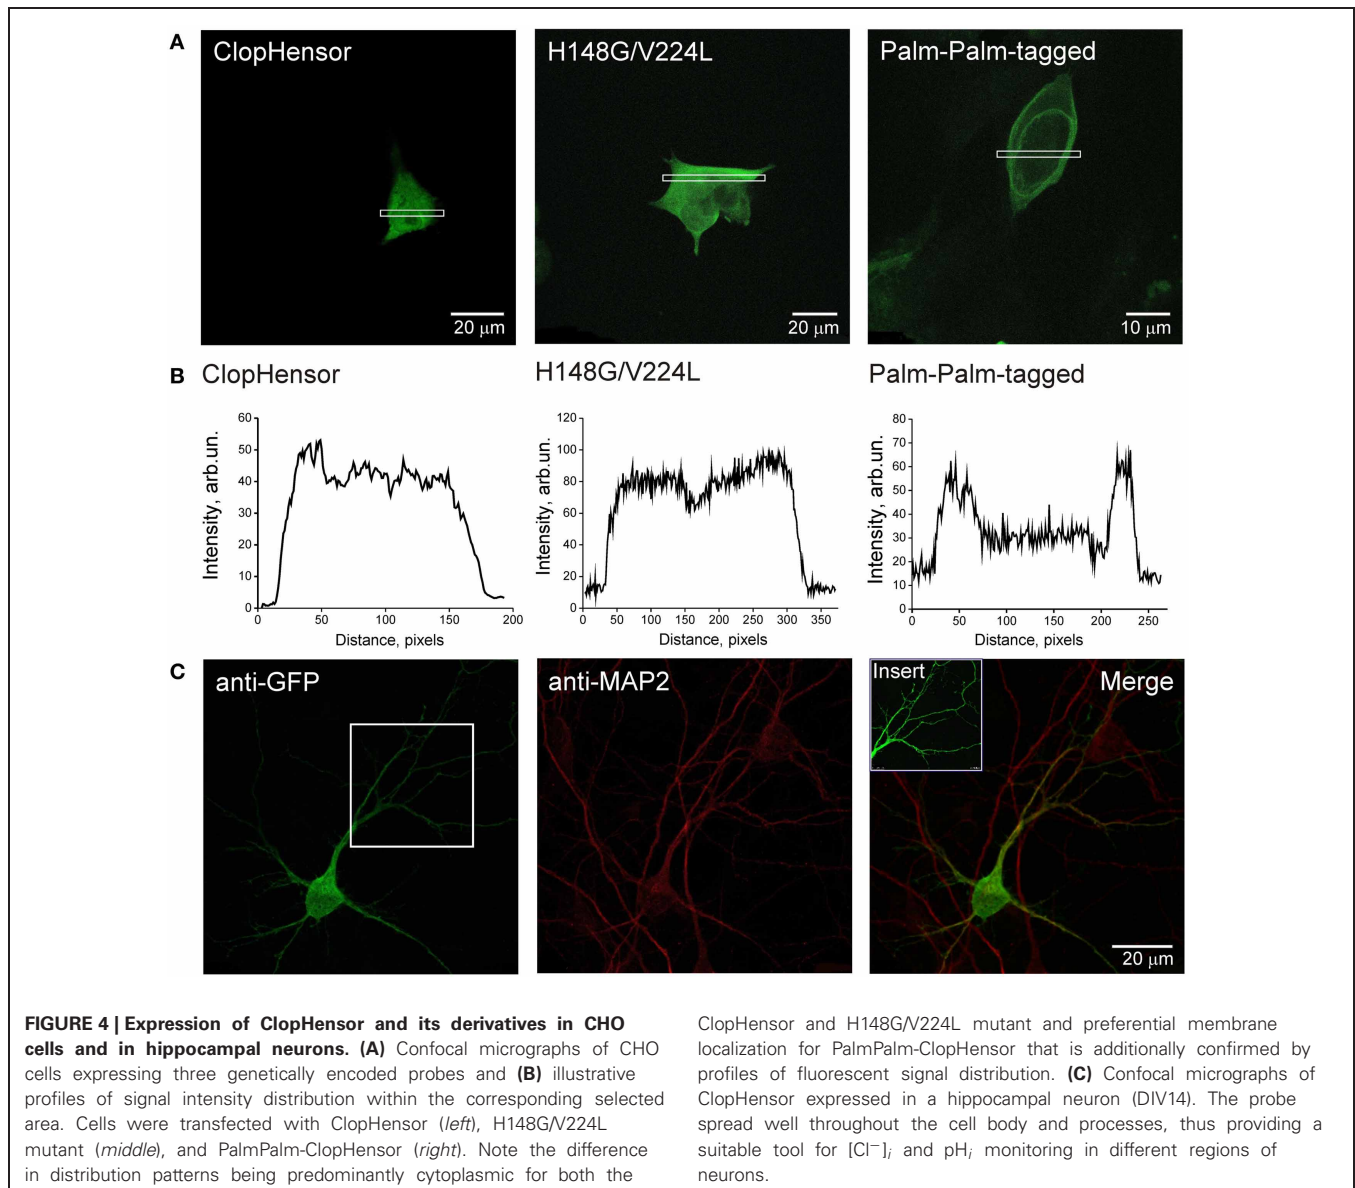 A
ClopHensor
H148G/V224L
Palm-Palm-tagged
20 µm
20 µm
10 µm
B
ClopHensor
H148G/V224L
Palm-Palm-tagged
Intensity, arb.un.
60
50
40
30
20
10
0
0
50
100
150
200
Distance, pixels
Intensity, arb.un.
120
100
80
60
40
20
0
0
50
100
150
200
250
300
350
Distance, pixels
Intensity, arb.un.
80
70
60
50
40
30
20
10
0
0
50
100
150
200
250
Distance, pixels
C
anti-GFP
anti-MAP2
Insert
Merge
20 µm
FIGURE 4 | Expression of ClopHensor and its derivatives in CHO
cells and in hippocampal neurons. (A) Confocal micrographs of CHO
cells expressing three genetically encoded probes and (B) illustrative
profiles of signal intensity distribution within the corresponding selected
area. Cells were transfected with ClopHensor (left), H148G/V224L
mutant (middle), and PalmPalm-ClopHensor (right). Note the difference
in distribution patterns being predominantly cytoplasmic for both the
ClopHensor and H148G/V224L mutant and preferential membrane
localization for PalmPalm-ClopHensor that is additionally confirmed by
profiles of fluorescent signal distribution. (C) Confocal micrographs of
ClopHensor expressed in a hippocampal neuron (DIV14). The probe
spread well throughout the cell body and processes, thus providing a
suitable tool for [Cl−]i and pHi monitoring in different regions of
neurons.